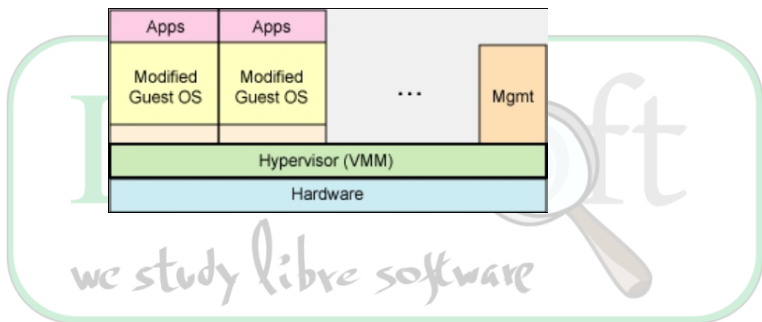 Apps Apps
Modified Guest OS Modified Guest OS ... Mgmt
Hypervisor (VMM)
Hardware
we study libre software